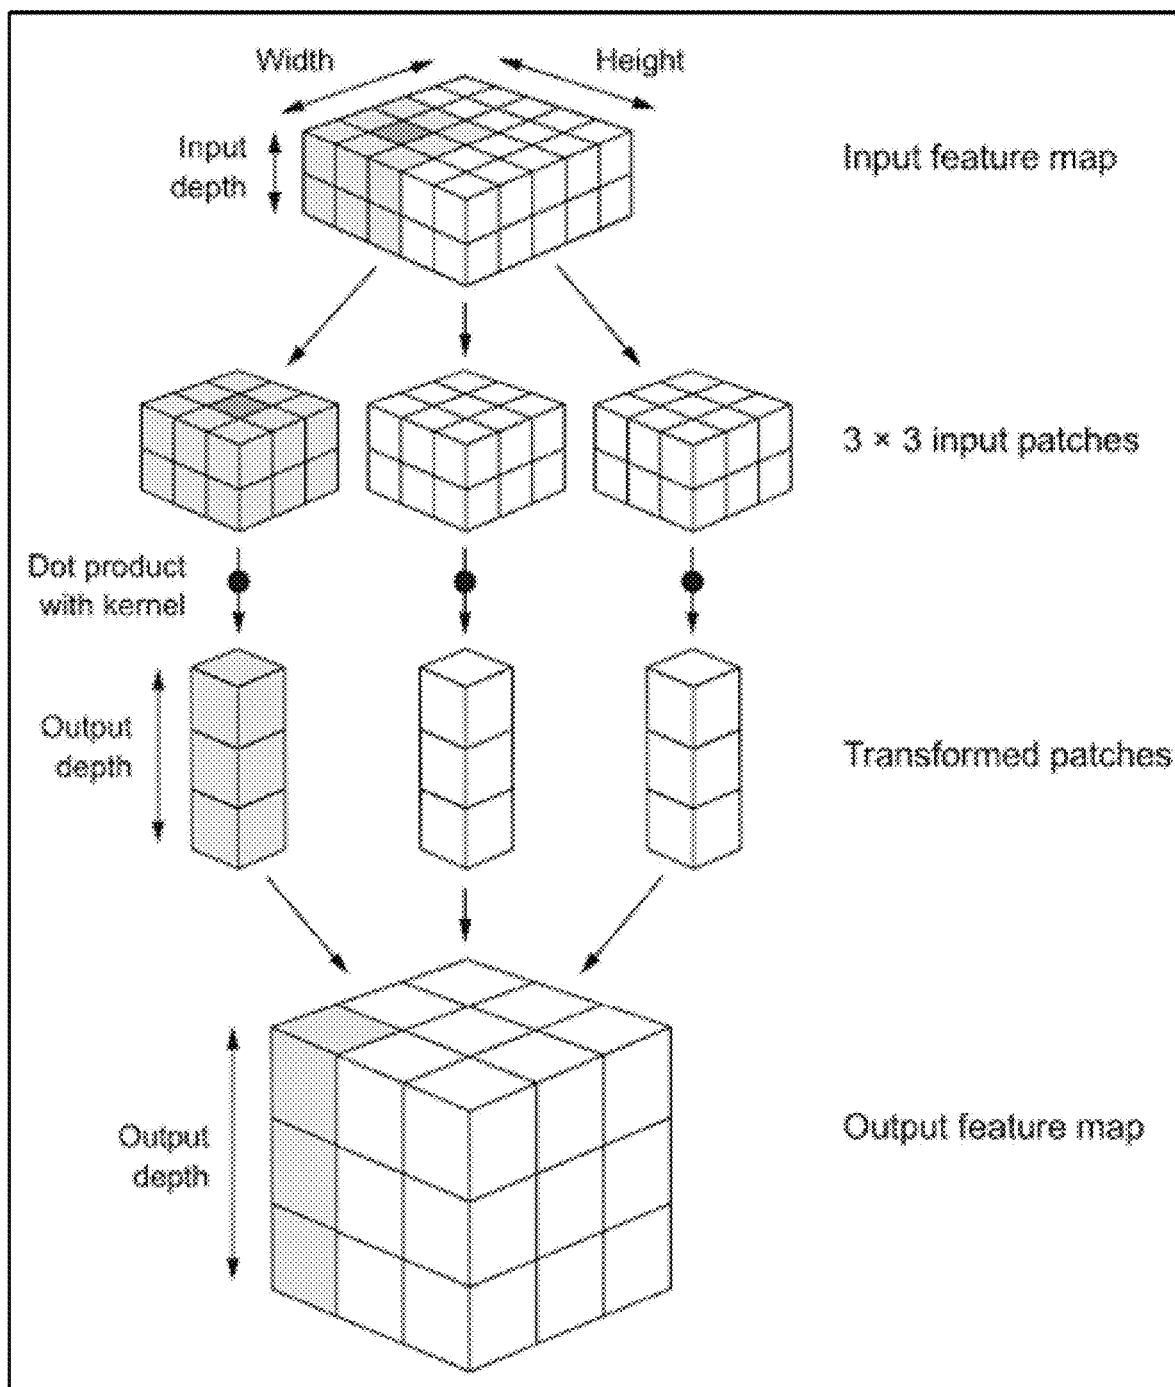 Width
Height
Input
depth
Input feature map
3 × 3 input patches
Dot product
with kernel
Output
depth
Transformed patches
Output
depth
Output feature map